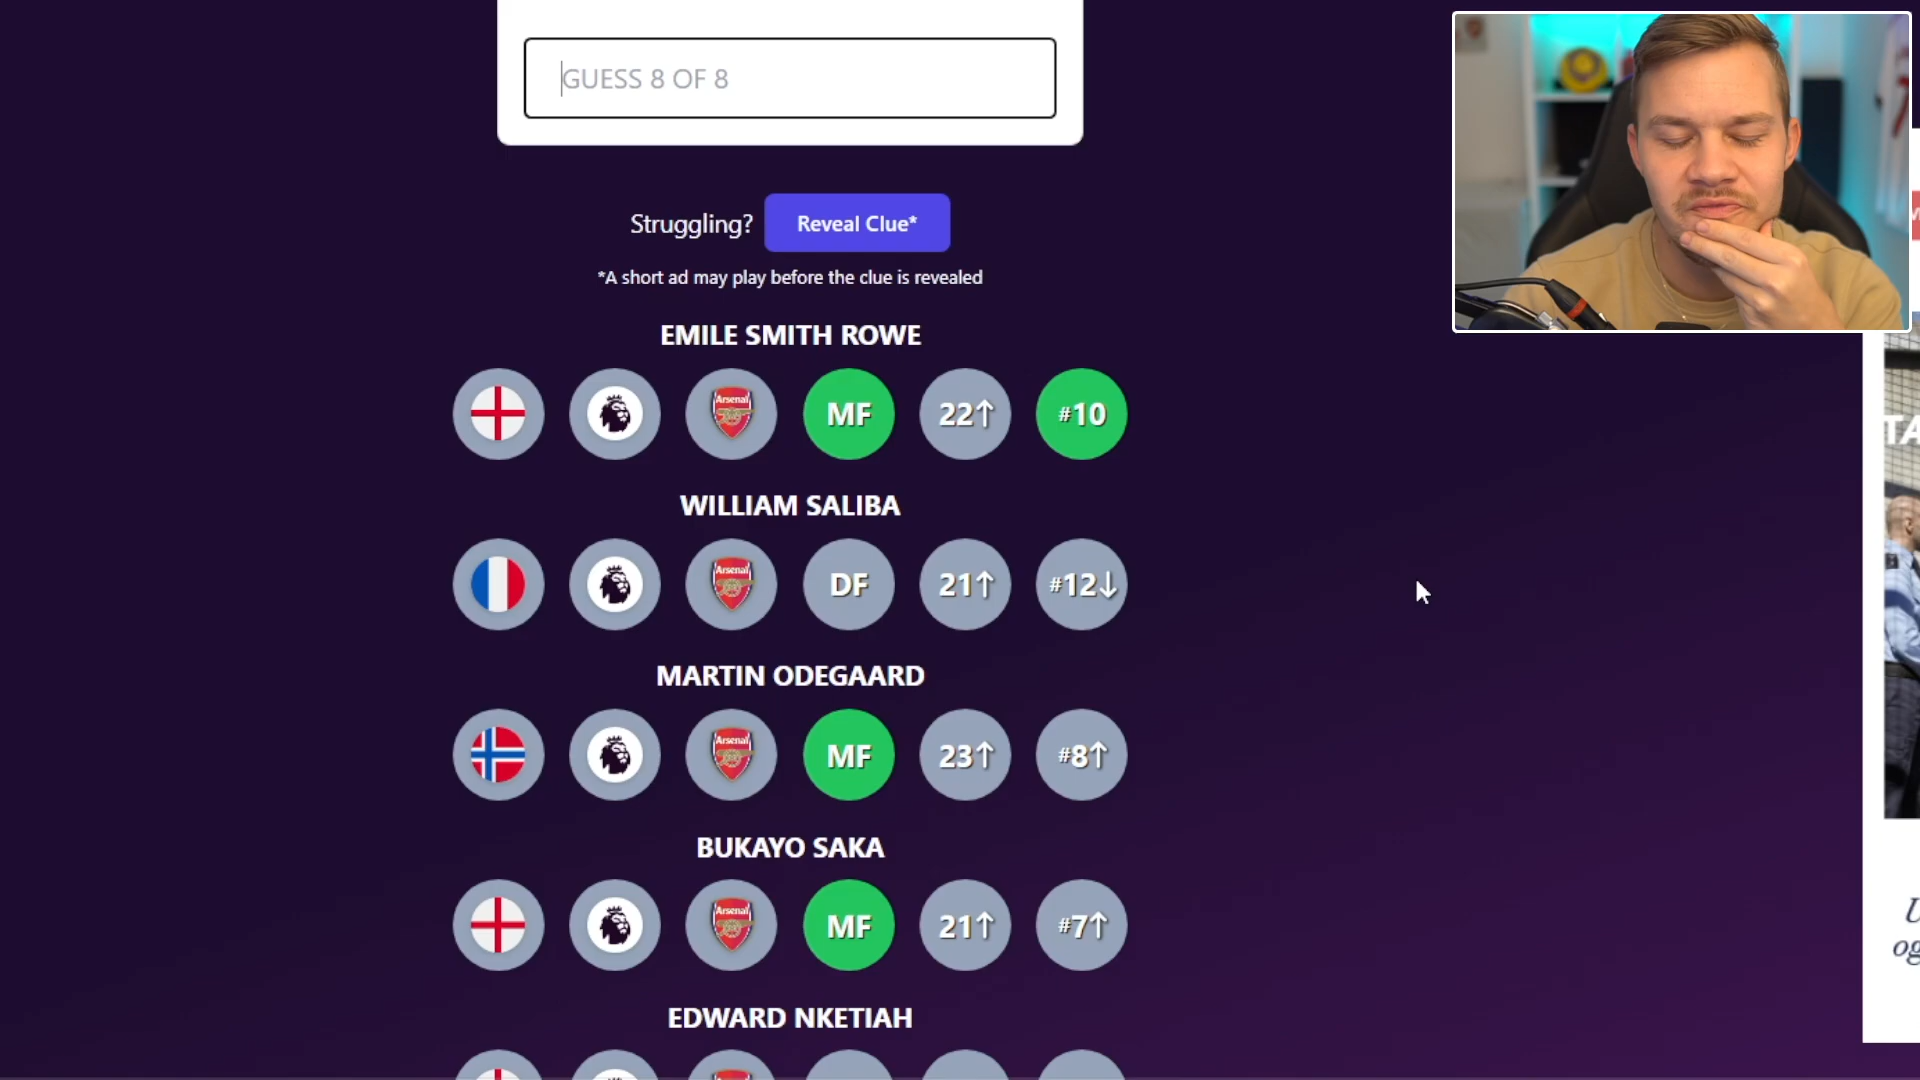 GUESS 8 OF 8
Struggling?
Reveal Clue*
*A short ad may play before the clue is revealed
EMILE SMITH ROWE
Arsenal
MF
22↑
#10
WILLIAM SALIBA
Arsenal
DF
21↑
#12↓
MARTIN ODEGAARD
Arsenal
MF
23↑
#8↑
BUKAYO SAKA
Arsenal
MF
21↑
#7↑
EDWARD NKETIAH
TA
og